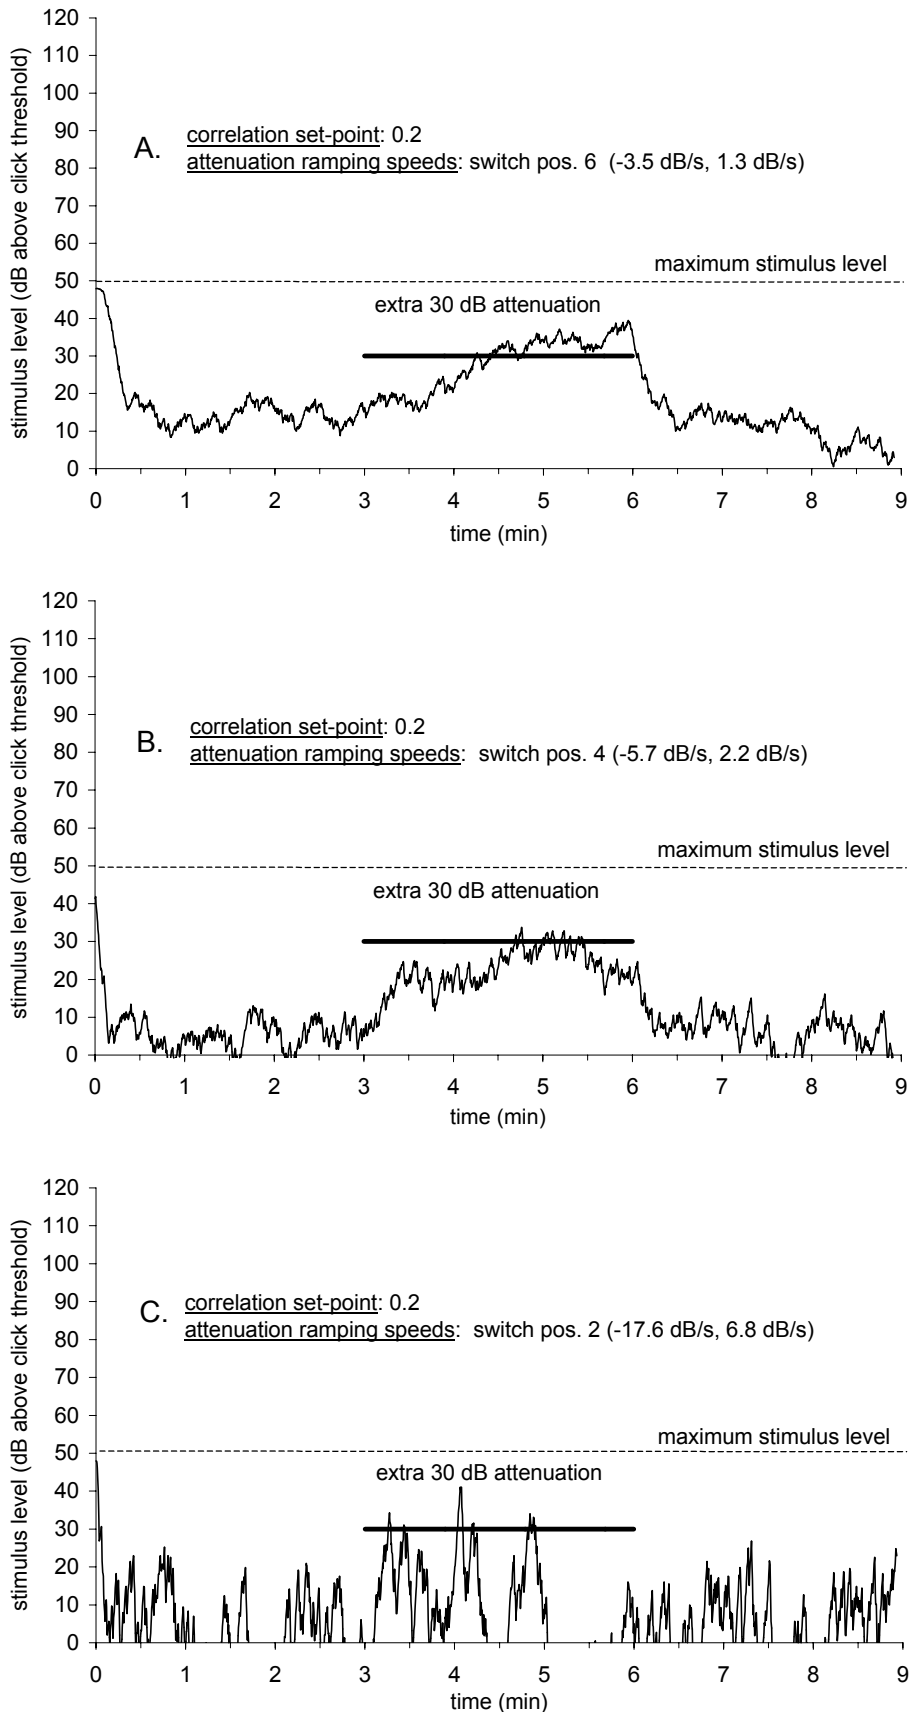 120
110
100
90
80
70
60
50
40
30
20
10
0
stimulus level (dB above click threshold)
A.
correlation set-point: 0.2
attenuation ramping speeds: switch pos. 6 (-3.5 dB/s, 1.3 dB/s)
maximum stimulus level
extra 30 dB attenuation
0 1 2 3 4 5 6 7 8 9
time (min)
120
110
100
90
80
70
60
50
40
30
20
10
0
stimulus level (dB above click threshold)
B.
correlation set-point: 0.2
attenuation ramping speeds: switch pos. 4 (-5.7 dB/s, 2.2 dB/s)
maximum stimulus level
extra 30 dB attenuation
0 1 2 3 4 5 6 7 8 9
time (min)
120
110
100
90
80
70
60
50
40
30
20
10
0
stimulus level (dB above click threshold)
C.
correlation set-point: 0.2
attenuation ramping speeds: switch pos. 2 (-17.6 dB/s, 6.8 dB/s)
maximum stimulus level
extra 30 dB attenuation
0 1 2 3 4 5 6 7 8 9
time (min)